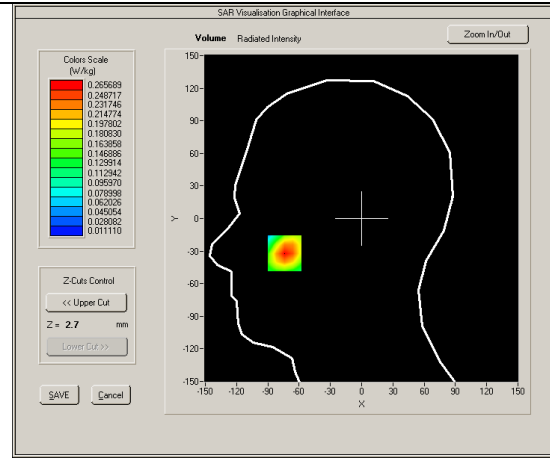 SAR Visualisation Graphical Interface
Volume Radiated Intensity
Zoom In/Out
Colors Scale
(W/kg)
0.265689
0.248717
0.231746
0.214774
0.197802
0.180830
0.163858
0.146886
0.129914
0.112942
0.095970
0.078998
0.062026
0.045054
0.028082
0.011110
Z-Cuts Control
<< Upper Cut
Z = 2.7 mm
Lower Cut >>
SAVE
Cancel
150
120
90
60
30
0
-30
-60
-90
-120
-150
Y
-150 -120 -90 -60 -30 0 30 60 90 120 150
X